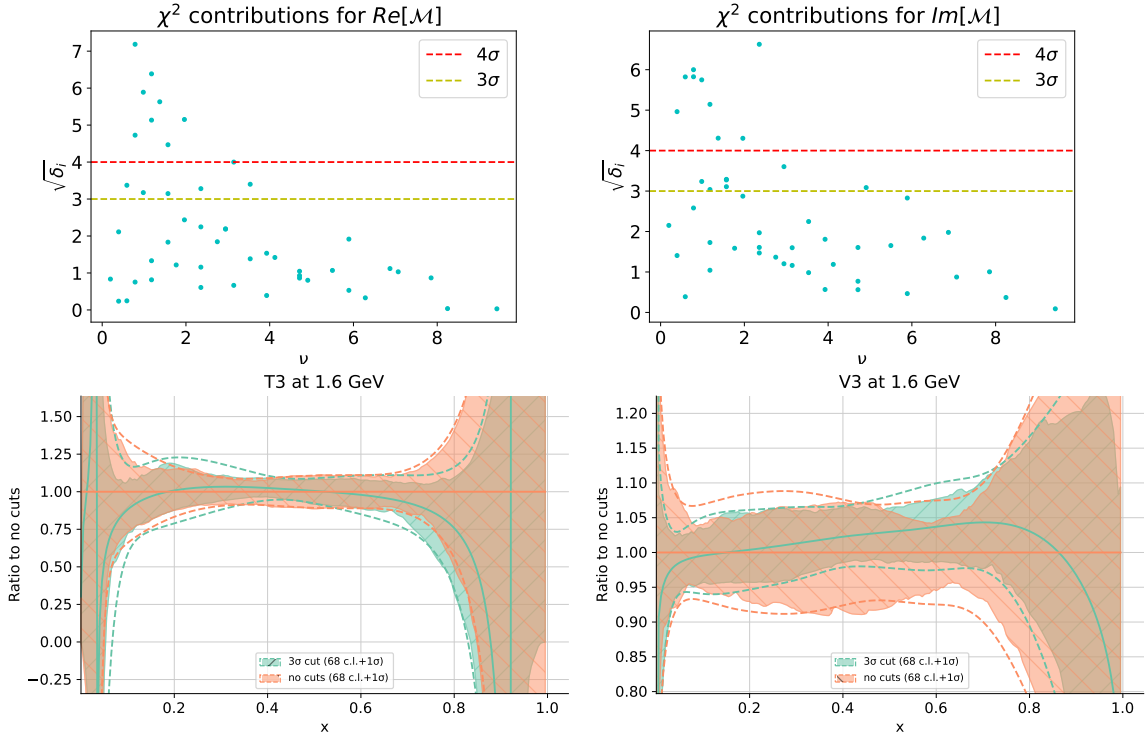 χ² contributions for Re[ℳ]
7
6
5
4
3
2
1
0
√δᵢ
4σ
3σ
0 2 4 6 8
ν
χ² contributions for Im[ℳ]
6
5
4
3
2
1
0
√δᵢ
4σ
3σ
0 2 4 6 8
ν
T3 at 1.6 GeV
1.50
1.25
1.00
0.75
0.50
0.25
0.00
−0.25
Ratio to no cuts
3σ cut (68 c.l.+1σ)
no cuts (68 c.l.+1σ)
0.2 0.4 0.6 0.8 1.0
x
V3 at 1.6 GeV
1.20
1.15
1.10
1.05
1.00
0.95
0.90
0.85
0.80
Ratio to no cuts
3σ cut (68 c.l.+1σ)
no cuts (68 c.l.+1σ)
0.2 0.4 0.6 0.8 1.0
x